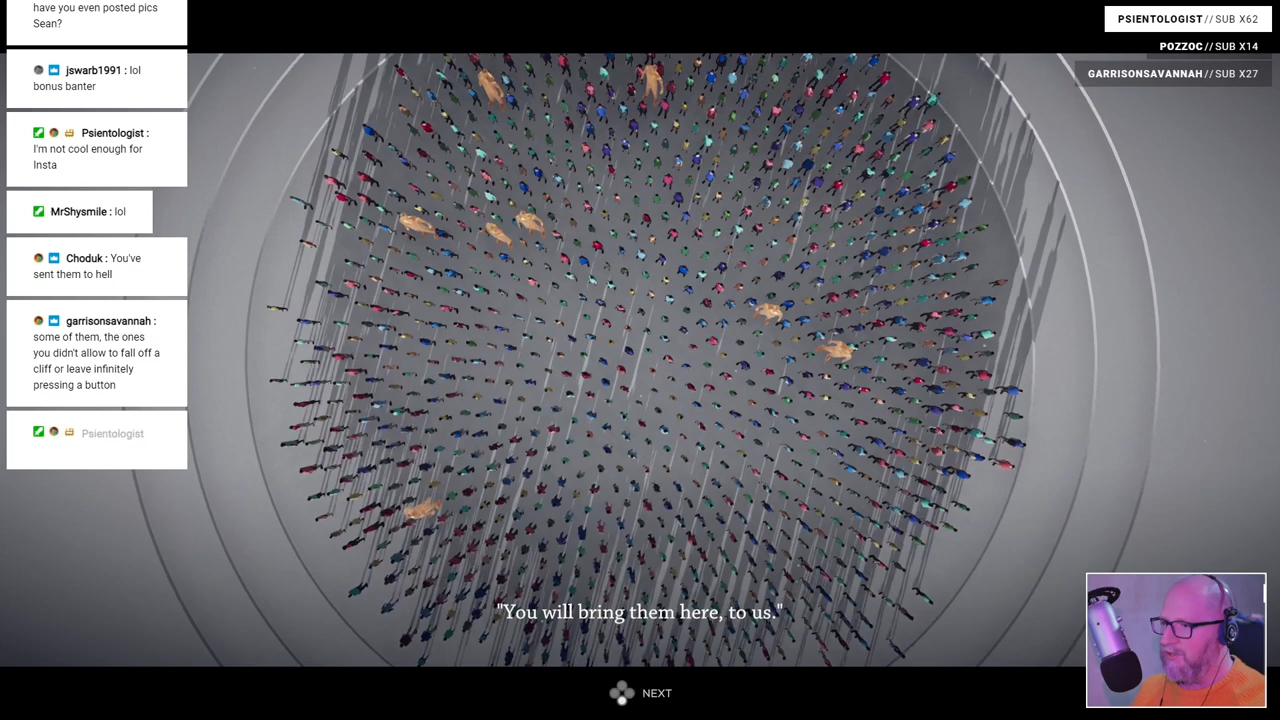 have you even posted pics
Sean?
jswarb1991 : lol
bonus banter
Psientologist :
I'm not cool enough for
Insta
MrShysmile : lol
Choduk : You've
sent them to hell
garrisonsavannah :
some of them, the ones
you didn't allow to fall off a
cliff or leave infinitely
pressing a button
Psientologist
PSIENTOLOGIST // SUB X62
POZZOC // SUB X14
GARRISONSAVANNAH // SUB X27
"You will bring them here, to us."
NEXT